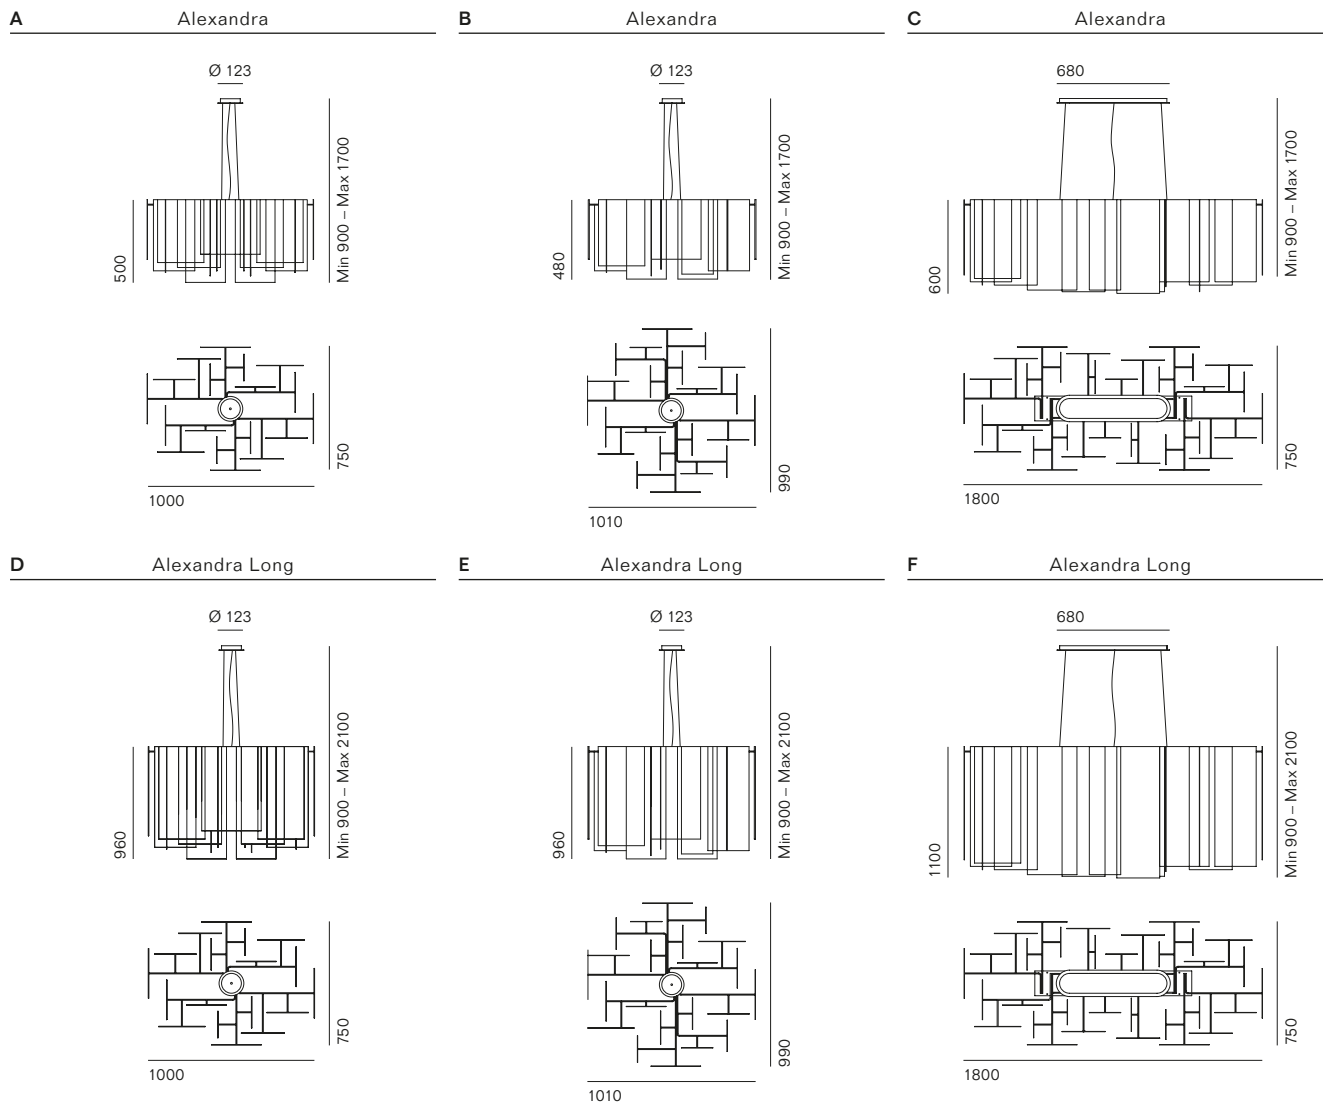 A Alexandra
Ø 123
Min 900 – Max 1700
500
750
1000
B Alexandra
Ø 123
Min 900 – Max 1700
480
990
1010
C Alexandra
680
Min 900 – Max 1700
600
750
1800
D Alexandra Long
Ø 123
Min 900 – Max 2100
960
750
1000
E Alexandra Long
Ø 123
Min 900 – Max 2100
960
990
1010
F Alexandra Long
680
Min 900 – Max 2100
1100
750
1800